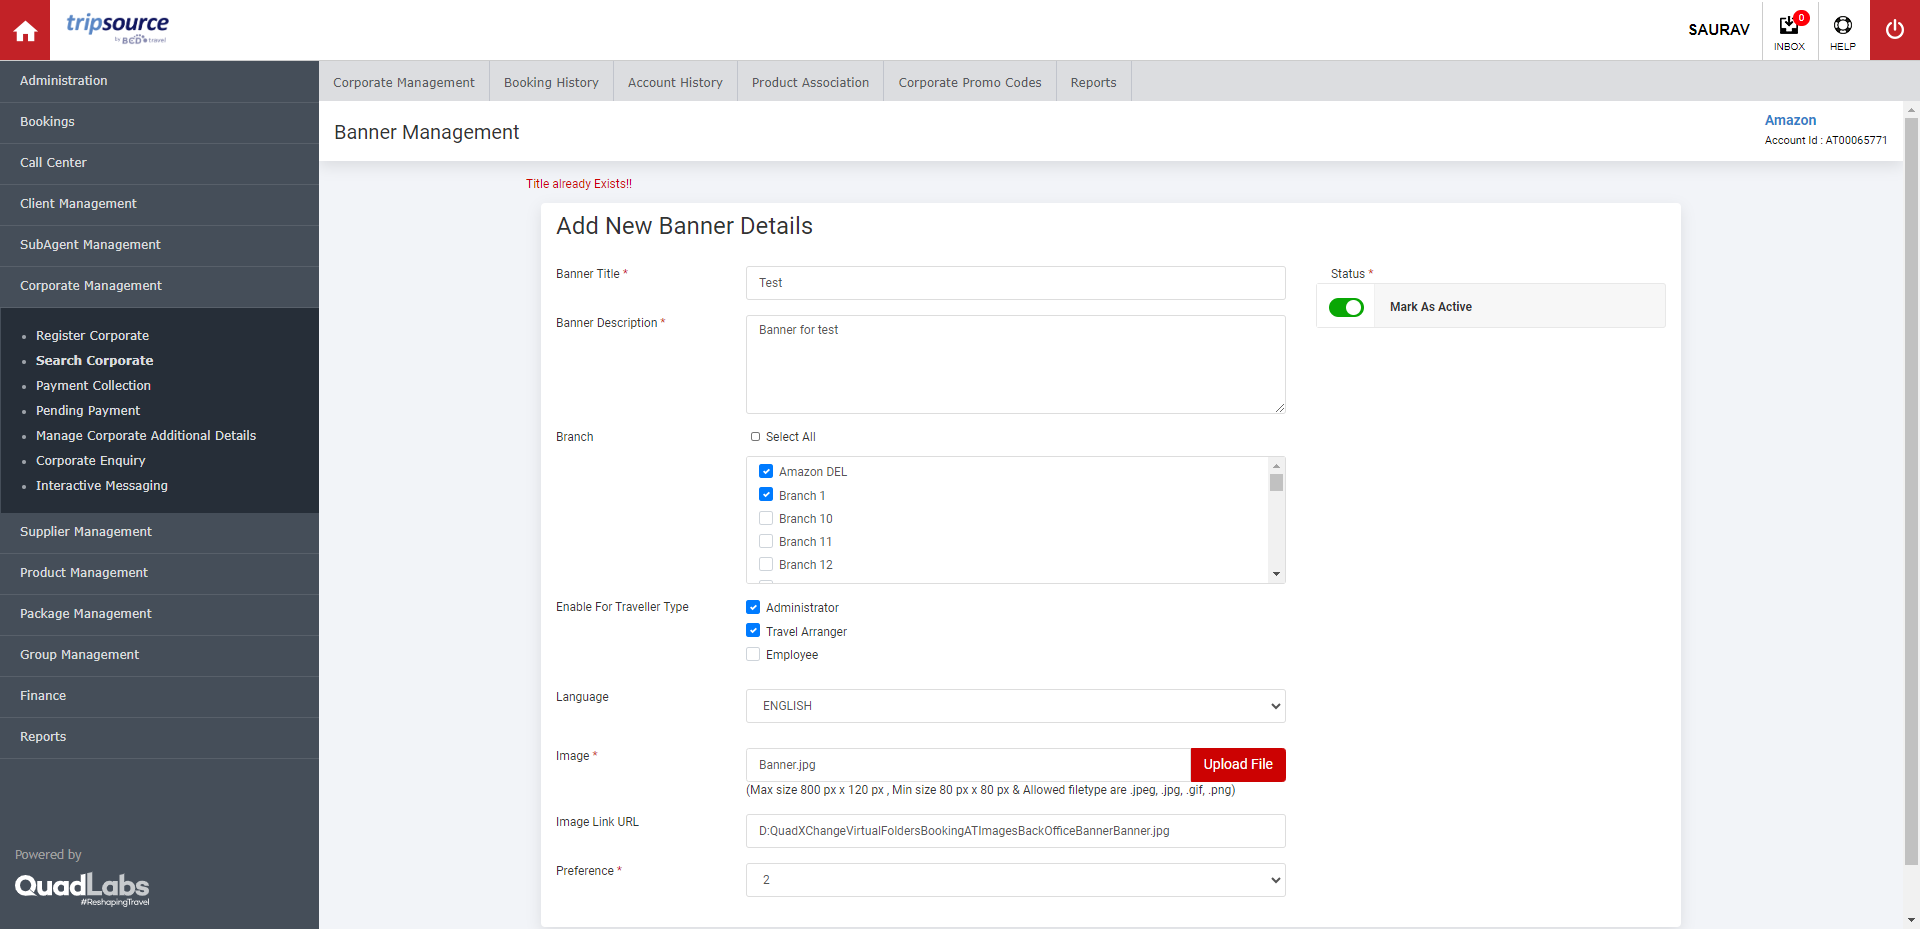 tripsource
by BCD travel
SAURAV
0
INBOX
HELP
Administration
Bookings
Call Center
Client Management
SubAgent Management
Corporate Management
Register Corporate
Search Corporate
Payment Collection
Pending Payment
Manage Corporate Additional Details
Corporate Enquiry
Interactive Messaging
Supplier Management
Product Management
Package Management
Group Management
Finance
Reports
Powered by
QuadLabs
#ReshapingTravel
Corporate Management
Booking History
Account History
Product Association
Corporate Promo Codes
Reports
Banner Management
Amazon
Account Id : AT00065771
Title already Exists!!
Add New Banner Details
Banner Title *
Test
Status *
Mark As Active
Banner Description *
Banner for test
Branch
Select All
Amazon DEL
Branch 1
Branch 10
Branch 11
Branch 12
Enable For Traveller Type
Administrator
Travel Arranger
Employee
Language
ENGLISH
Image *
Banner.jpg
Upload File
(Max size 800 px x 120 px , Min size 80 px x 80 px & Allowed filetype are .jpeg, .jpg, .gif, .png)
Image Link URL
D:QuadXChangeVirtualFoldersBookingATImagesBackOfficeBannerBanner.jpg
Preference *
2